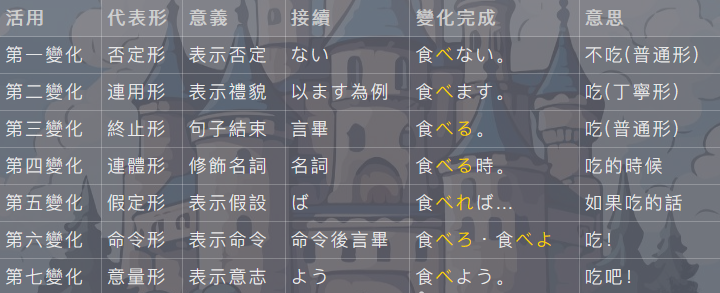 活用 代表形 意義 接續 變化完成 意思
第一變化 否定形 表示否定 ない 食べない。 不吃(普通形)
第二變化 連用形 表示禮貌 以ます為例 食べます。 吃(丁寧形)
第三變化 終止形 句子結束 言畢 食べる。 吃(普通形)
第四變化 連體形 修飾名詞 名詞 食べる時。 吃的時候
第五變化 假定形 表示假設 ば 食べれば… 如果吃的話
第六變化 命令形 表示命令 命令後言畢 食べろ・食べよ 吃!
第七變化 意量形 表示意志 よう 食べよう。 吃吧!